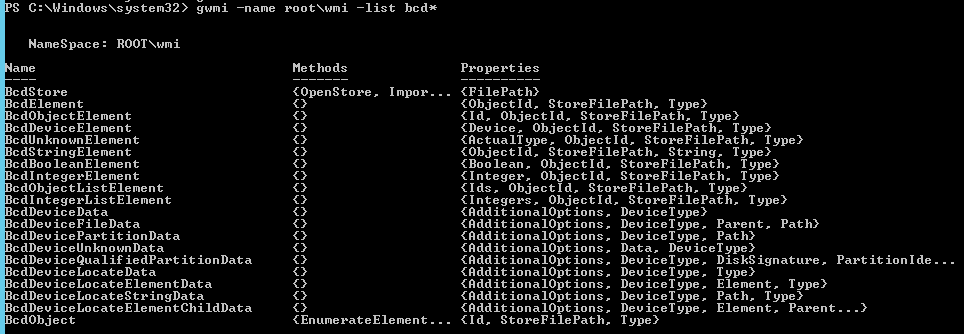 PS C:\Windows\system32> gwmi -name root\wmi -list bcd*
NameSpace: ROOT\wmi
Name Methods Properties
---- ------- ----------
BcdStore {OpenStore, Impor... {FilePath}
BcdElement {} {ObjectId, StoreFilePath, Type}
BcdObjectElement {} {Id, ObjectId, StoreFilePath, Type}
BcdDeviceElement {} {Device, ObjectId, StoreFilePath, Type}
BcdUnknownElement {} {ActualType, ObjectId, StoreFilePath, Type}
BcdStringElement {} {ObjectId, StoreFilePath, String, Type}
BcdBooleanElement {} {Boolean, ObjectId, StoreFilePath, Type}
BcdIntegerElement {} {Integer, ObjectId, StoreFilePath, Type}
BcdObjectListElement {} {Ids, ObjectId, StoreFilePath, Type}
BcdIntegerListElement {} {Integers, ObjectId, StoreFilePath, Type}
BcdDeviceData {} {AdditionalOptions, DeviceType}
BcdDeviceFileData {} {AdditionalOptions, DeviceType, Parent, Path}
BcdDevicePartitionData {} {AdditionalOptions, DeviceType, Path}
BcdDeviceUnknownData {} {AdditionalOptions, Data, DeviceType}
BcdDeviceQualifiedPartitionData {} {AdditionalOptions, DeviceType, DiskSignature, PartitionIde...
BcdDeviceLocateData {} {AdditionalOptions, DeviceType, Type}
BcdDeviceLocateElementData {} {AdditionalOptions, DeviceType, Element, Type}
BcdDeviceLocateStringData {} {AdditionalOptions, DeviceType, Path, Type}
BcdDeviceLocateElementChildData {} {AdditionalOptions, DeviceType, Element, Parent...}
BcdObject {EnumerateElement... {Id, StoreFilePath, Type}